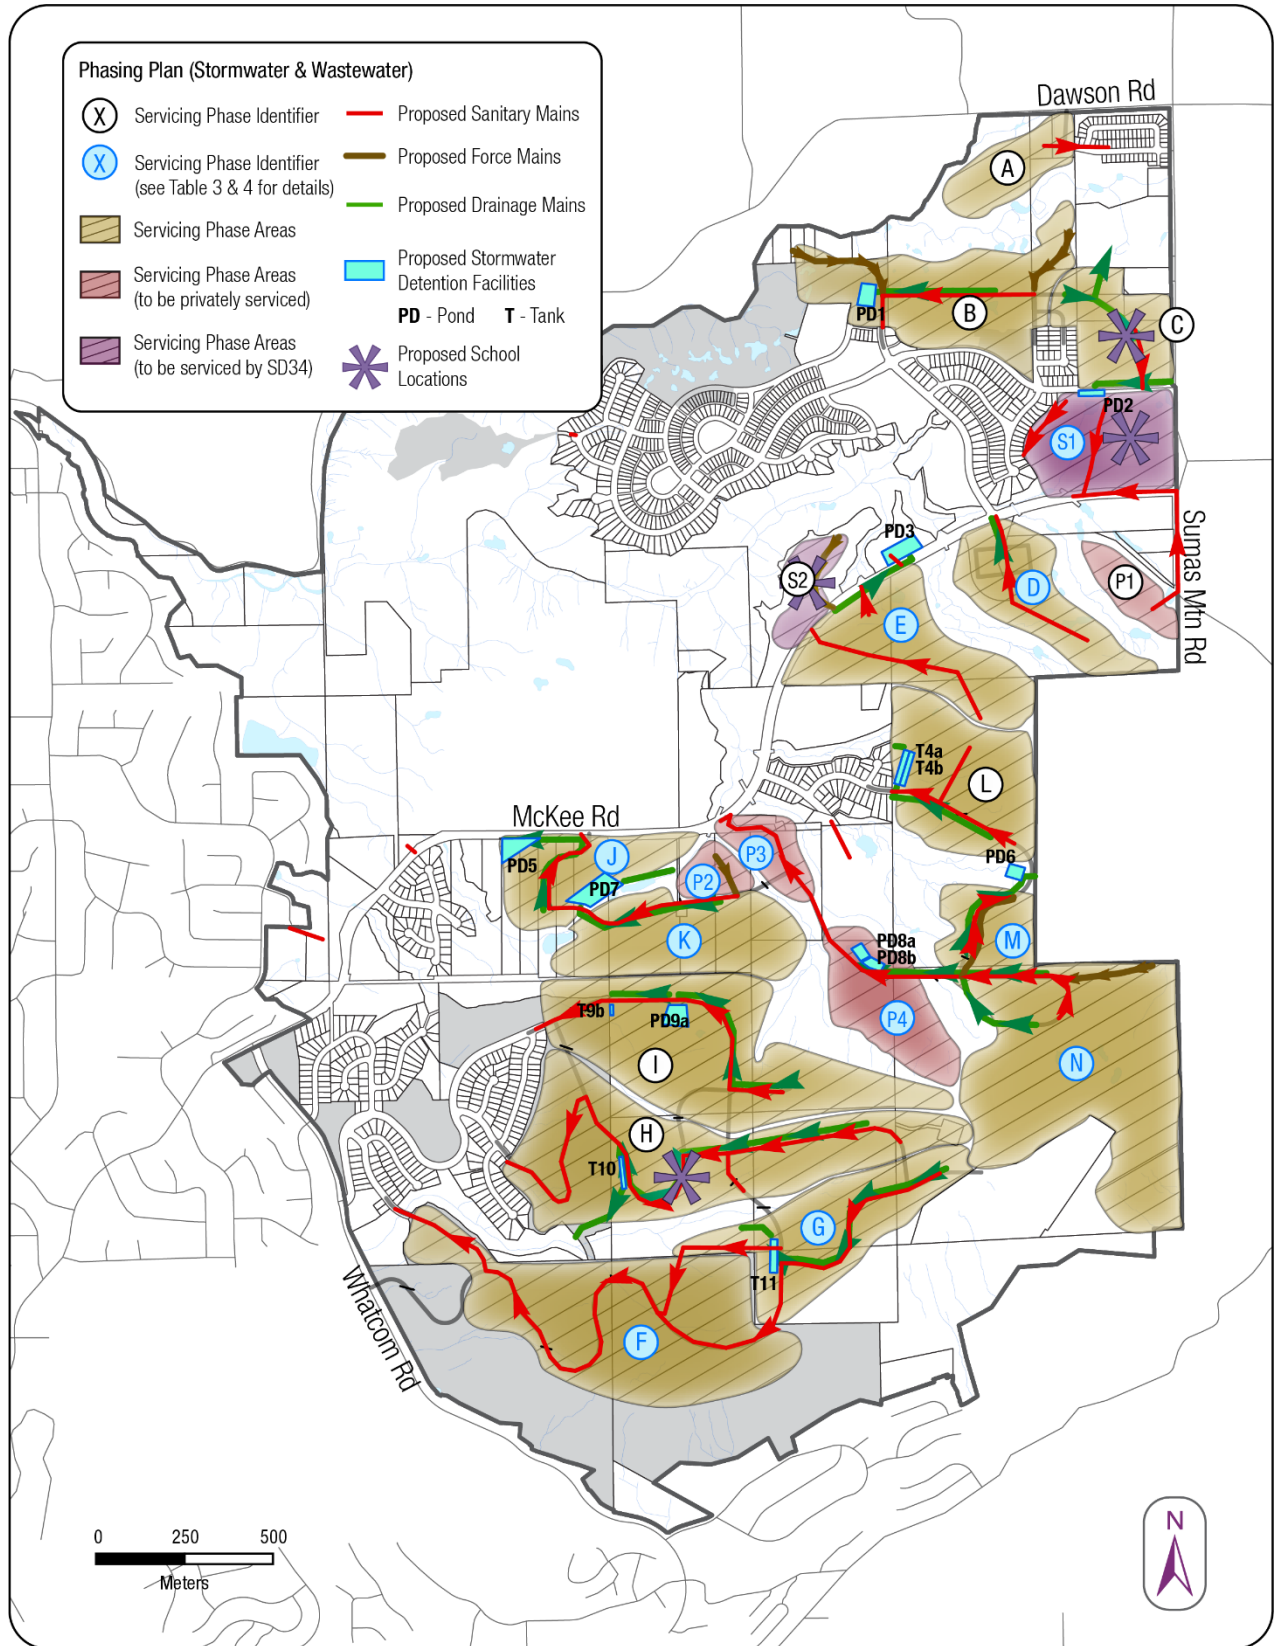 Phasing Plan (Stormwater & Wastewater)
X Servicing Phase Identifier
X Servicing Phase Identifier
(see Table 3 & 4 for details)
Servicing Phase Areas
Servicing Phase Areas
(to be privately serviced)
Servicing Phase Areas
(to be serviced by SD34)
Proposed Sanitary Mains
Proposed Force Mains
Proposed Drainage Mains
Proposed Stormwater
Detention Facilities
PD - Pond T - Tank
Proposed School
Locations
Dawson Rd
A
B
PD1
C
PD2
S1
Sumas Mtn Rd
PD3
S2
P1
D
E
T4a
T4b
L
McKee Rd
PD5
J
P3
PD6
PD7
P2
K
M
PD8a
PD8b
T9b
PD9a
P4
I
N
H
T10
G
T11
Whatcom Rd
F
0 250 500
Meters
N